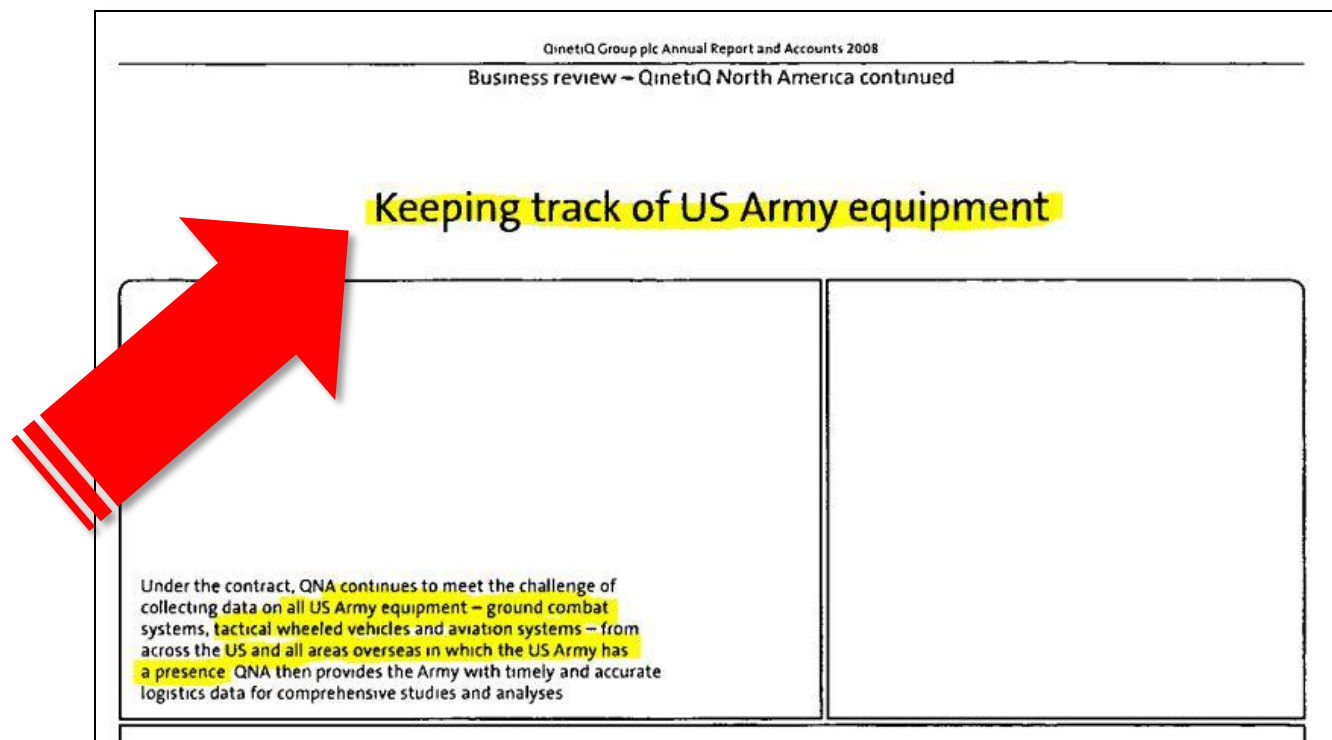 QinetiQ Group plc Annual Report and Accounts 2008
Business review – QinetiQ North America continued
Keeping track of US Army equipment
Under the contract, QNA continues to meet the challenge of
collecting data on all US Army equipment – ground combat
systems, tactical wheeled vehicles and aviation systems – from
across the US and all areas overseas in which the US Army has
a presence QNA then provides the Army with timely and accurate
logistics data for comprehensive studies and analyses